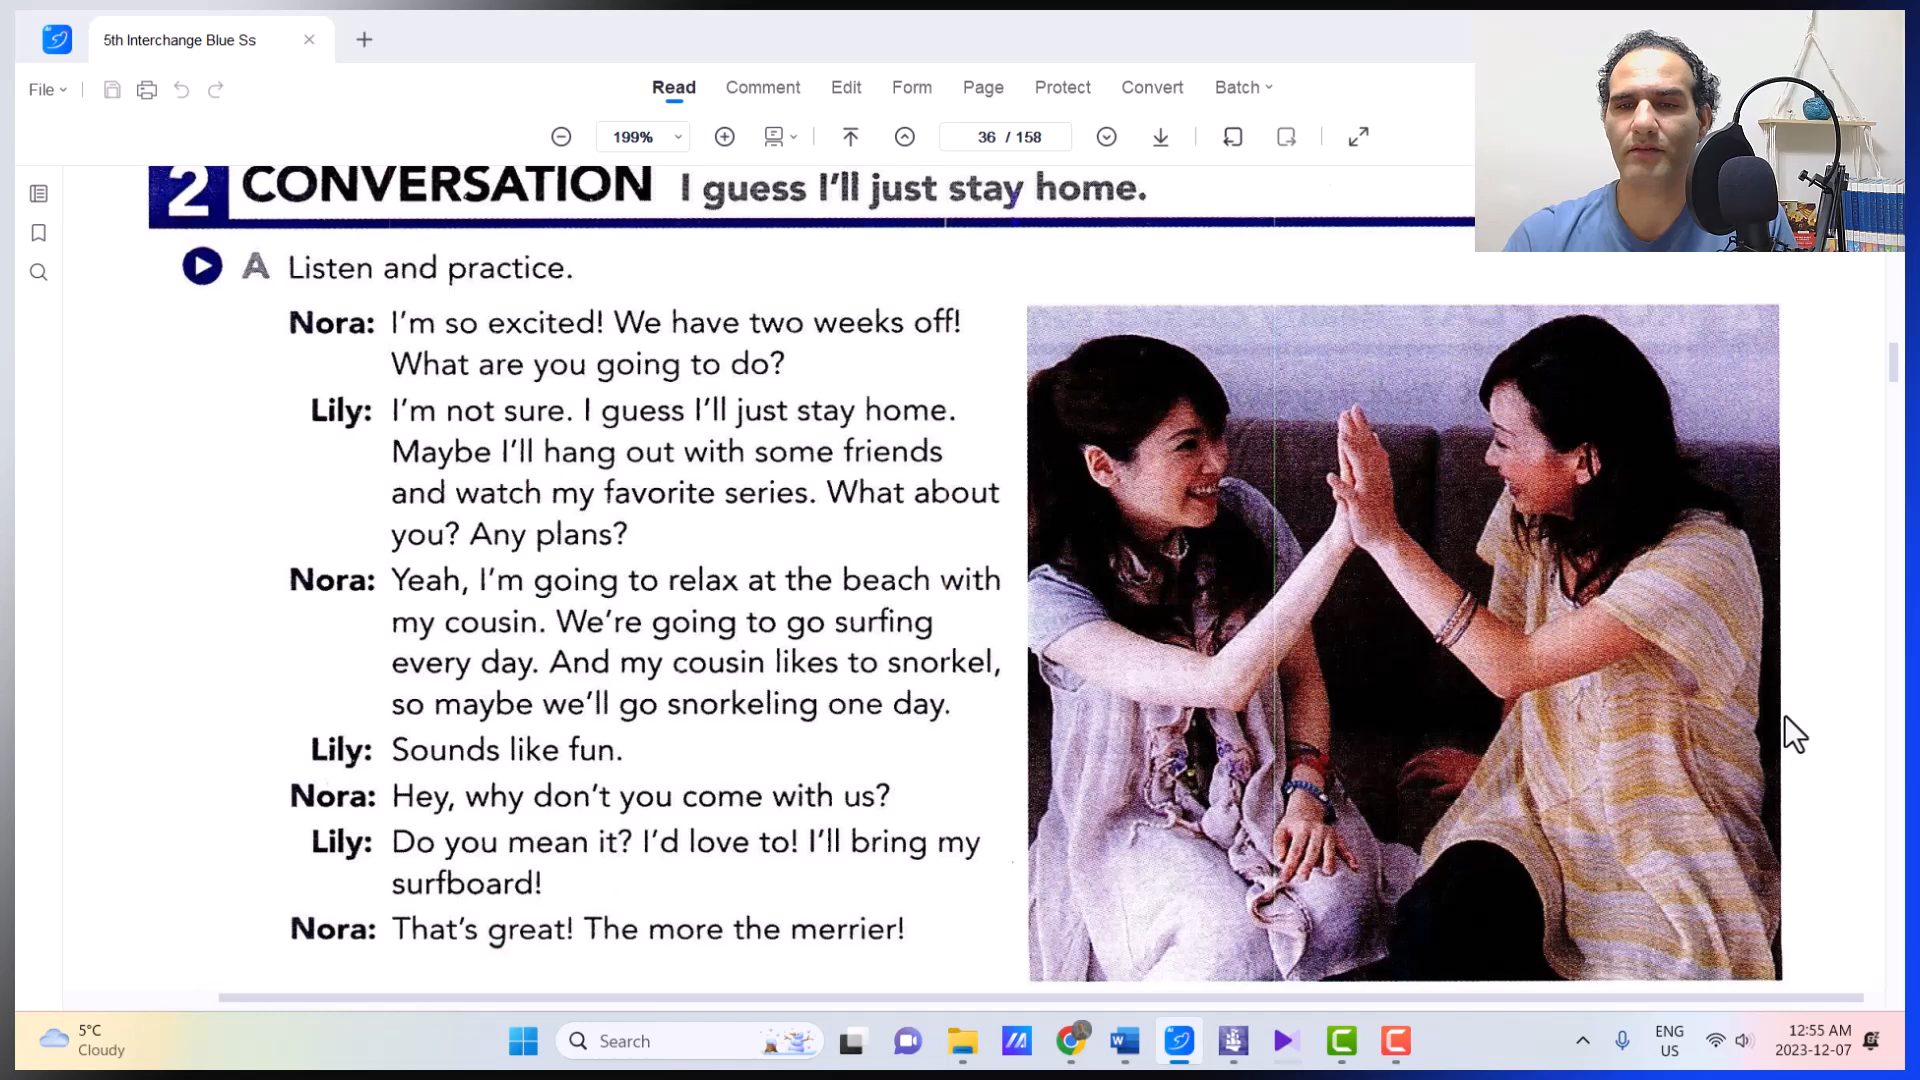 5th Interchange Blue Ss
File
Read
Comment
Edit
Form
Page
Protect
Convert
Batch
199%
36 / 158
2 CONVERSATION I guess I'll just stay home.
A Listen and practice.
Nora: I'm so excited! We have two weeks off!
What are you going to do?
Lily: I'm not sure. I guess I'll just stay home.
Maybe I'll hang out with some friends
and watch my favorite series. What about
you? Any plans?
Nora: Yeah, I'm going to relax at the beach with
my cousin. We're going to go surfing
every day. And my cousin likes to snorkel,
so maybe we'll go snorkeling one day.
Lily: Sounds like fun.
Nora: Hey, why don't you come with us?
Lily: Do you mean it? I'd love to! I'll bring my
surfboard!
Nora: That's great! The more the merrier!
5°C
Cloudy
Search
ENG
US
12:55 AM
2023-12-07